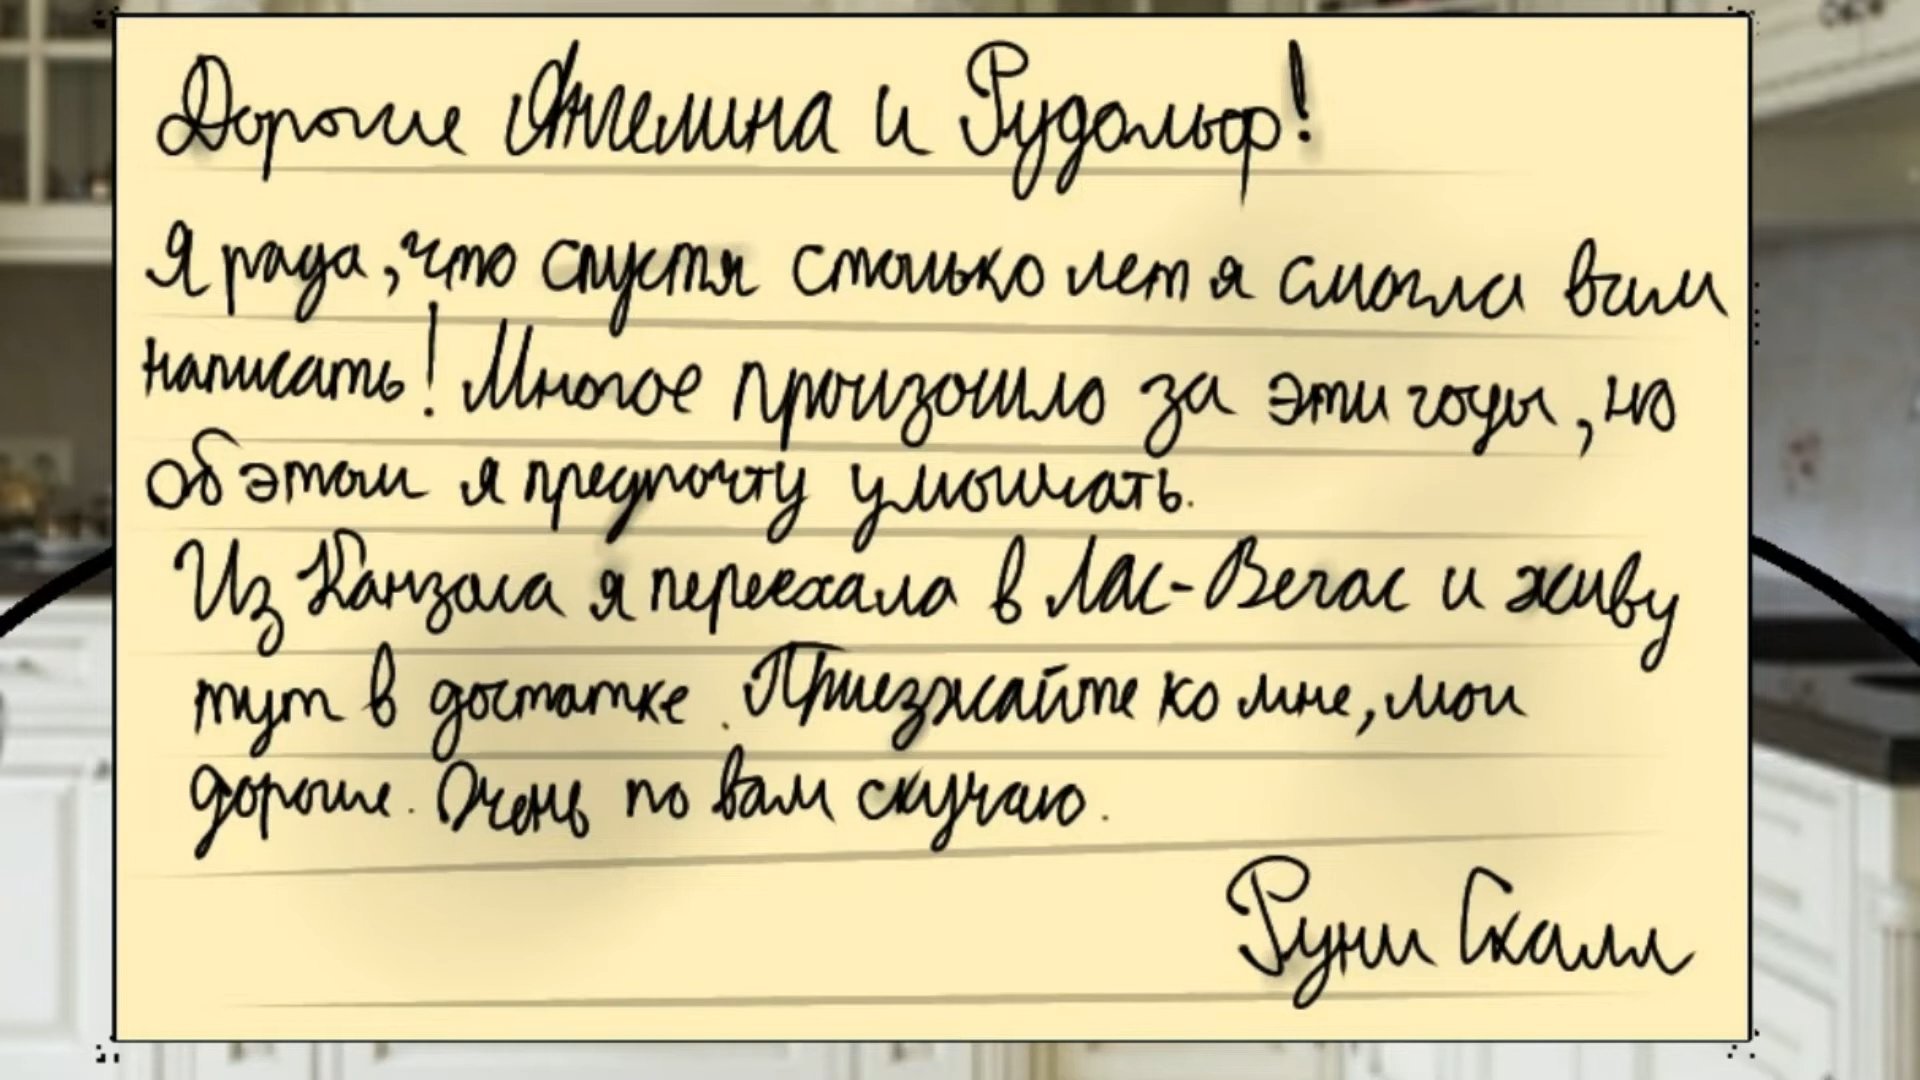 Дорогие Ангелина и Рудольф!
Я рада, что спустя столько лет я смогла вам
написать! Многое произошло за эти годы, но
об этом я предпочту умолчать.
Из Канзаса я переехала в Лас-Вегас и живу
тут в достатке. Приезжайте ко мне, мои
дорогие. Очень по вам скучаю.
Руни Скалл